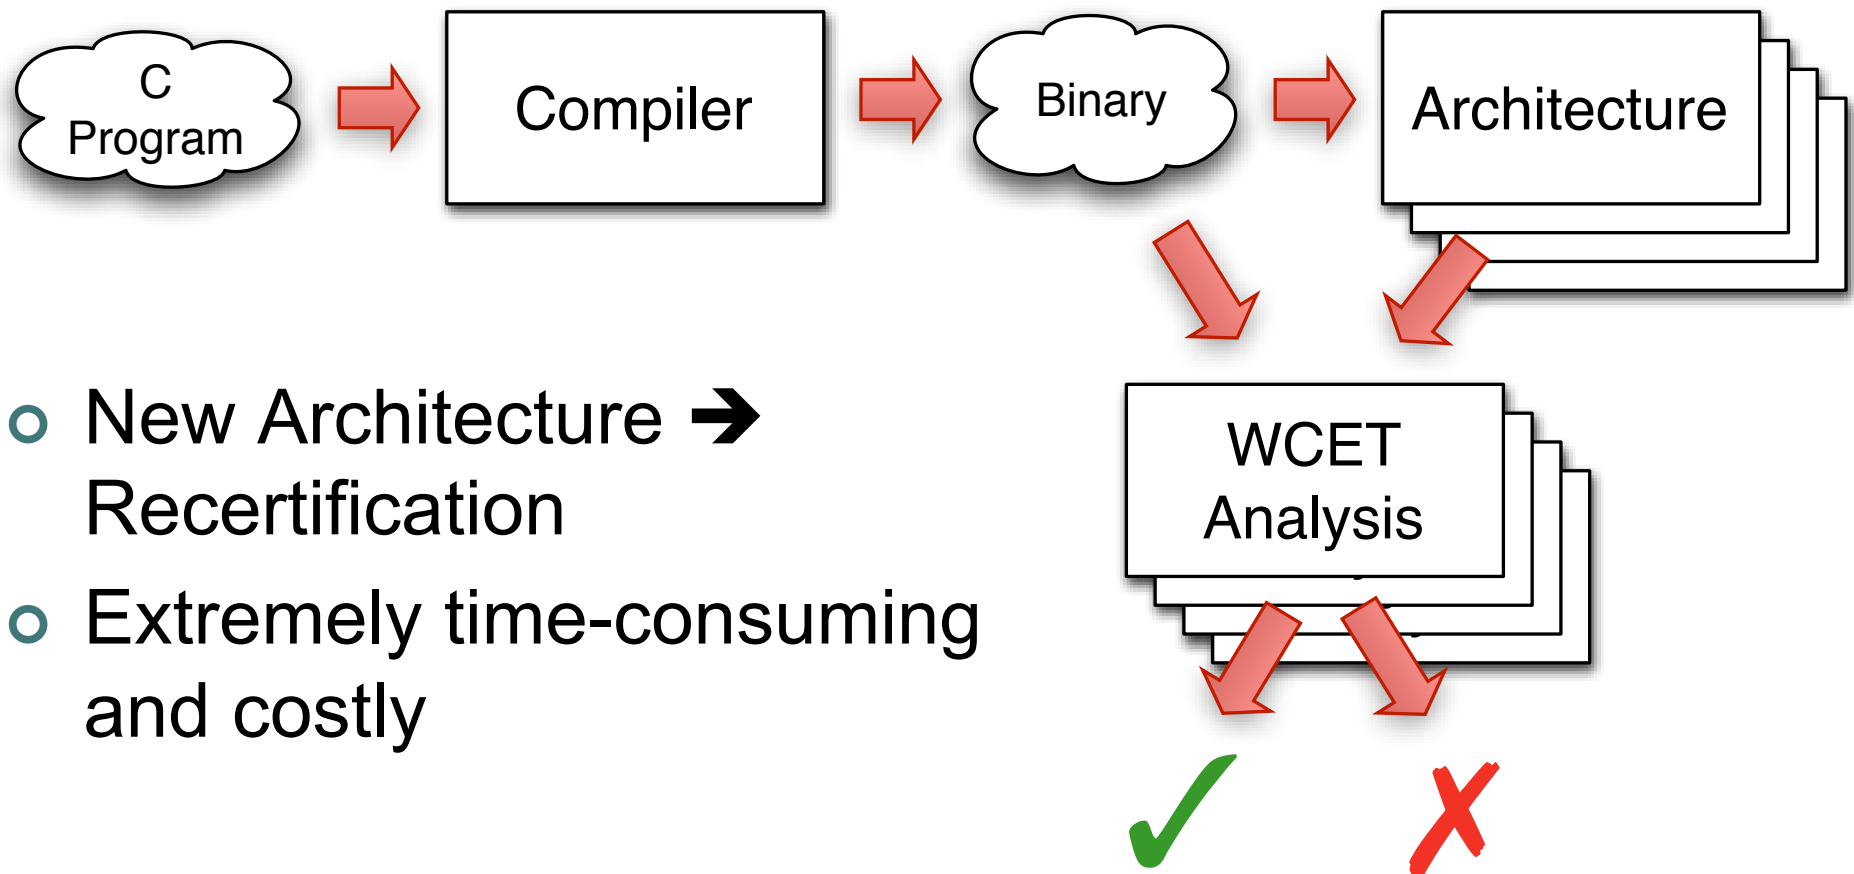 C
Program
Compiler
Binary
Architecture
New Architecture ➔
Recertification
Extremely time-consuming
and costly
WCET
Analysis
✓ ✗